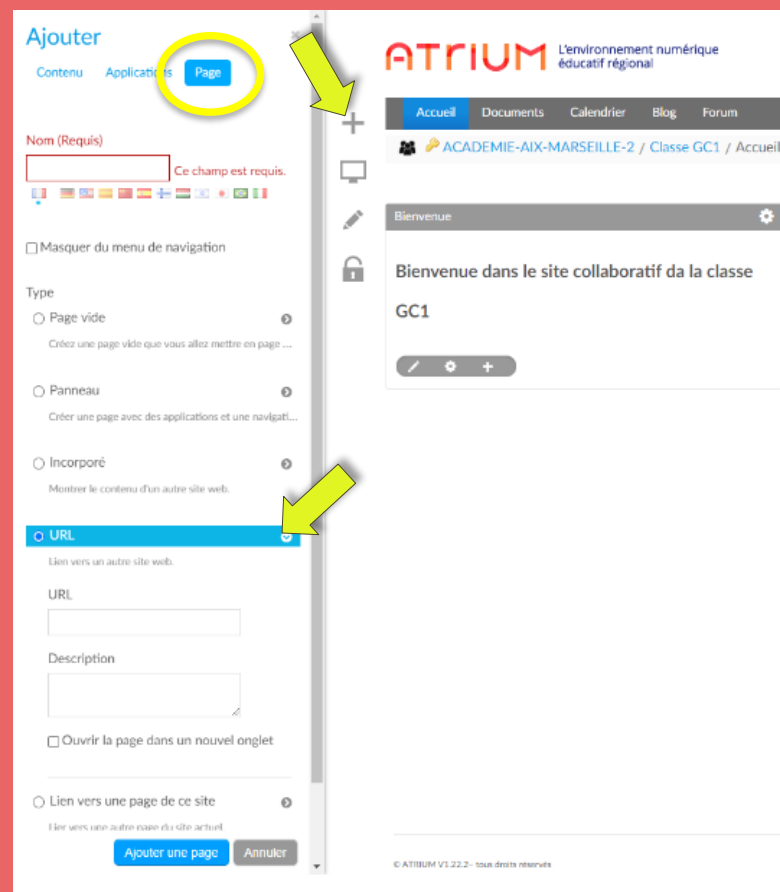 Ajouter
Contenu Applications Page
Nom (Requis)
Ce champ est requis.
Masquer du menu de navigation
Type
Page vide
Créez une page vide que vous allez mettre en page ...
Panneau
Créer une page avec des applications et une navigati...
Incorporé
Montrer le contenu d'un autre site web.
URL
Lien vers un autre site web.
URL
Description
Ouvrir la page dans un nouvel onglet
Lien vers une page de ce site
Lier vers une autre page du site actuel
Ajouter une page Annuler
ATrIUM L'environnement numérique
éducatif régional
Accueil Documents Calendrier Blog Forum
ACADEMIE-AIX-MARSEILLE-2 / Classe GC1 / Accueil
Bienvenue
Bienvenue dans le site collaboratif da la classe
GC1
© ATRIUM V1.22.2 - tous droits réservés